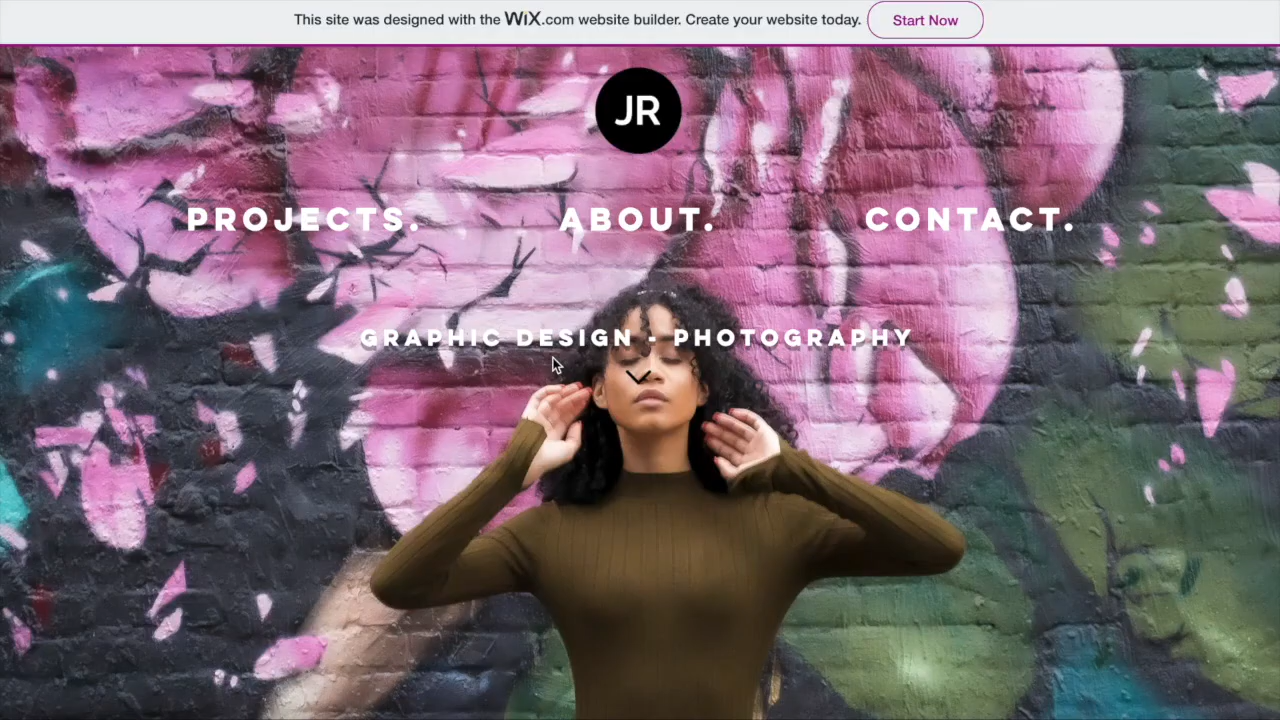 This site was designed with the WiX.com website builder. Create your website today. Start Now
JR
PROJECTS. ABOUT. CONTACT.
GRAPHIC DESIGN - PHOTOGRAPHY